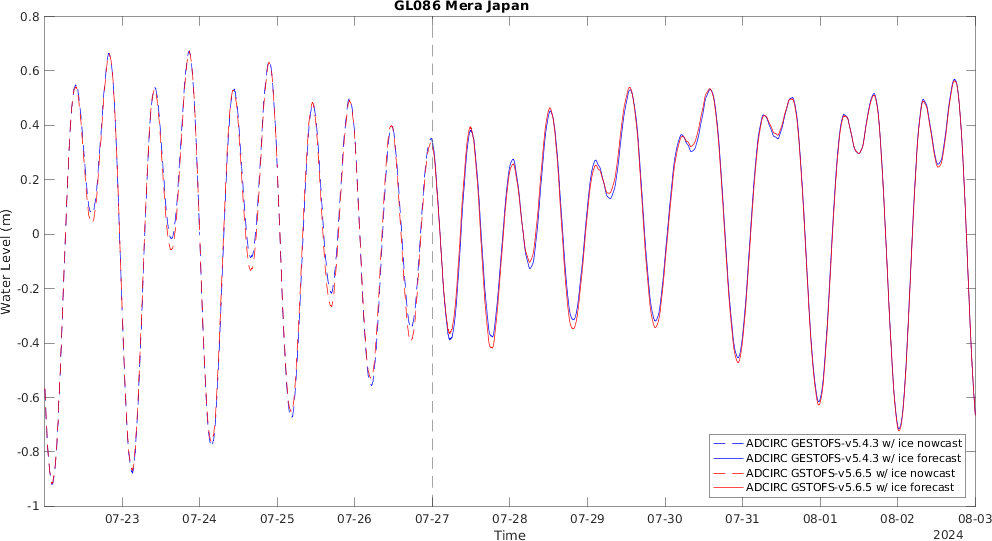 GL086 Mera Japan
Water Level (m)
0.8
0.6
0.4
0.2
0
-0.2
-0.4
-0.6
-0.8
-1
ADCIRC GESTOFS-v5.4.3 w/ ice nowcast
ADCIRC GESTOFS-v5.4.3 w/ ice forecast
ADCIRC GSTOFS-v5.6.5 w/ ice nowcast
ADCIRC GSTOFS-v5.6.5 w/ ice forecast
07-23 07-24 07-25 07-26 07-27 07-28 07-29 07-30 07-31 08-01 08-02 08-03
Time
2024